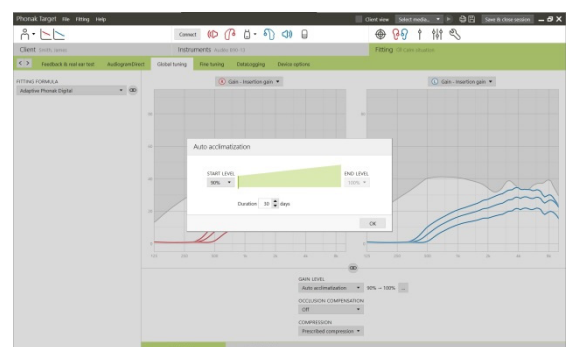 Phonak Target File Fitting Help
Client view Select media... Save & close session
Connect
Client Smith, James
Instruments Audéo
Fitting
Feedback & real ear test AudiogramDirect Global tuning Fine tuning Datalogging Device options
FITTING FORMULA
Adaptive Phonak Digital
Gain - Insertion gain
Gain - Insertion gain
Auto acclimatization
START LEVEL
END LEVEL
90%
100%
Duration 30 days
OK
GAIN LEVEL
Auto acclimatization 90% → 100% ...
OCCLUSION COMPENSATION
Off
COMPRESSION
Prescribed compression